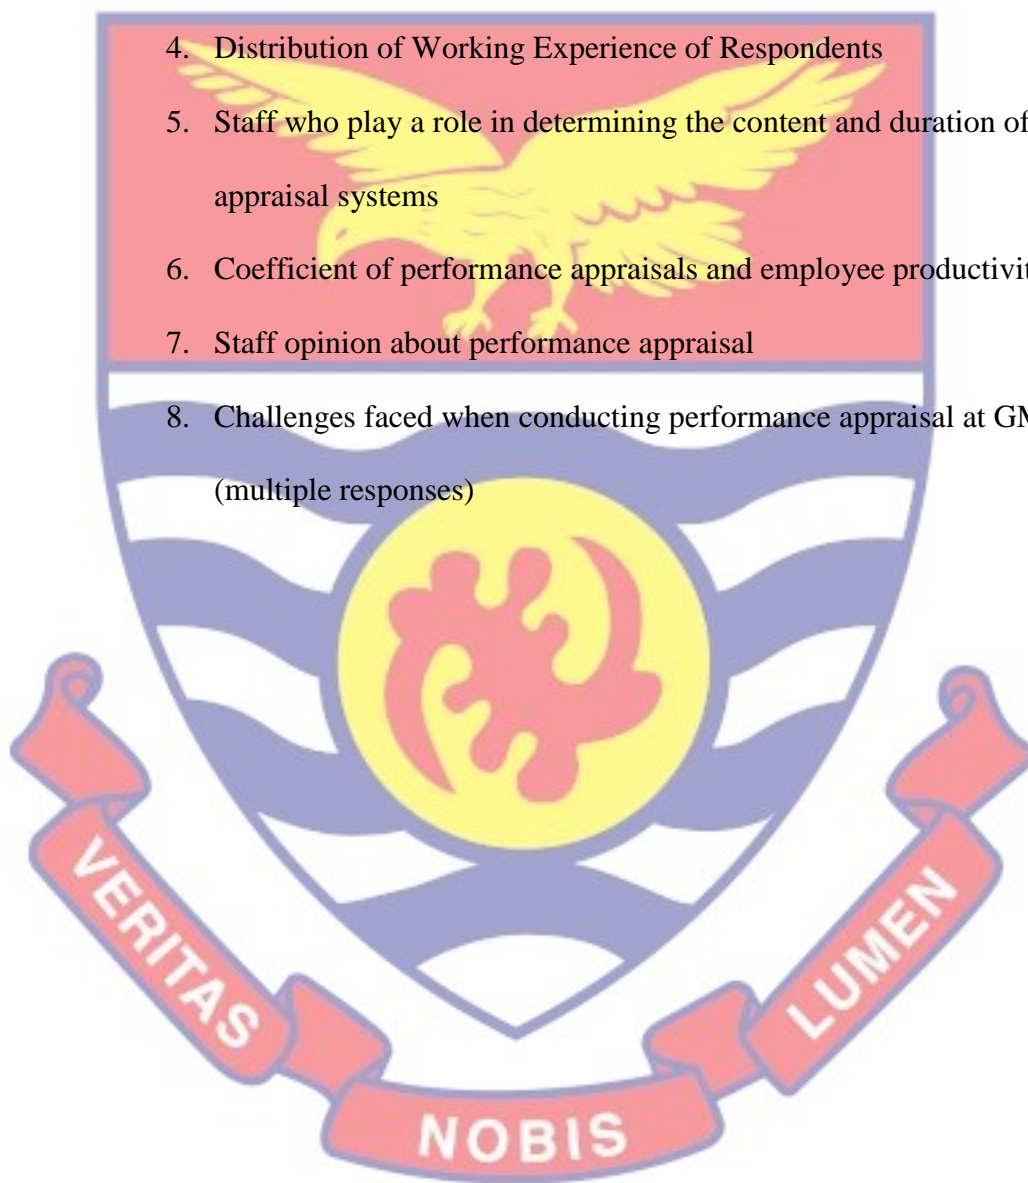 4. Distribution of Working Experience of Respondents
5. Staff who play a role in determining the content and duration of
appraisal systems
6. Coefficient of performance appraisals and employee
7. Staff opinion about performance appraisal
8. Challenges faced when conducting performance appraisal at
(multiple responses)
VERITAS
NOBIS
LUMEN